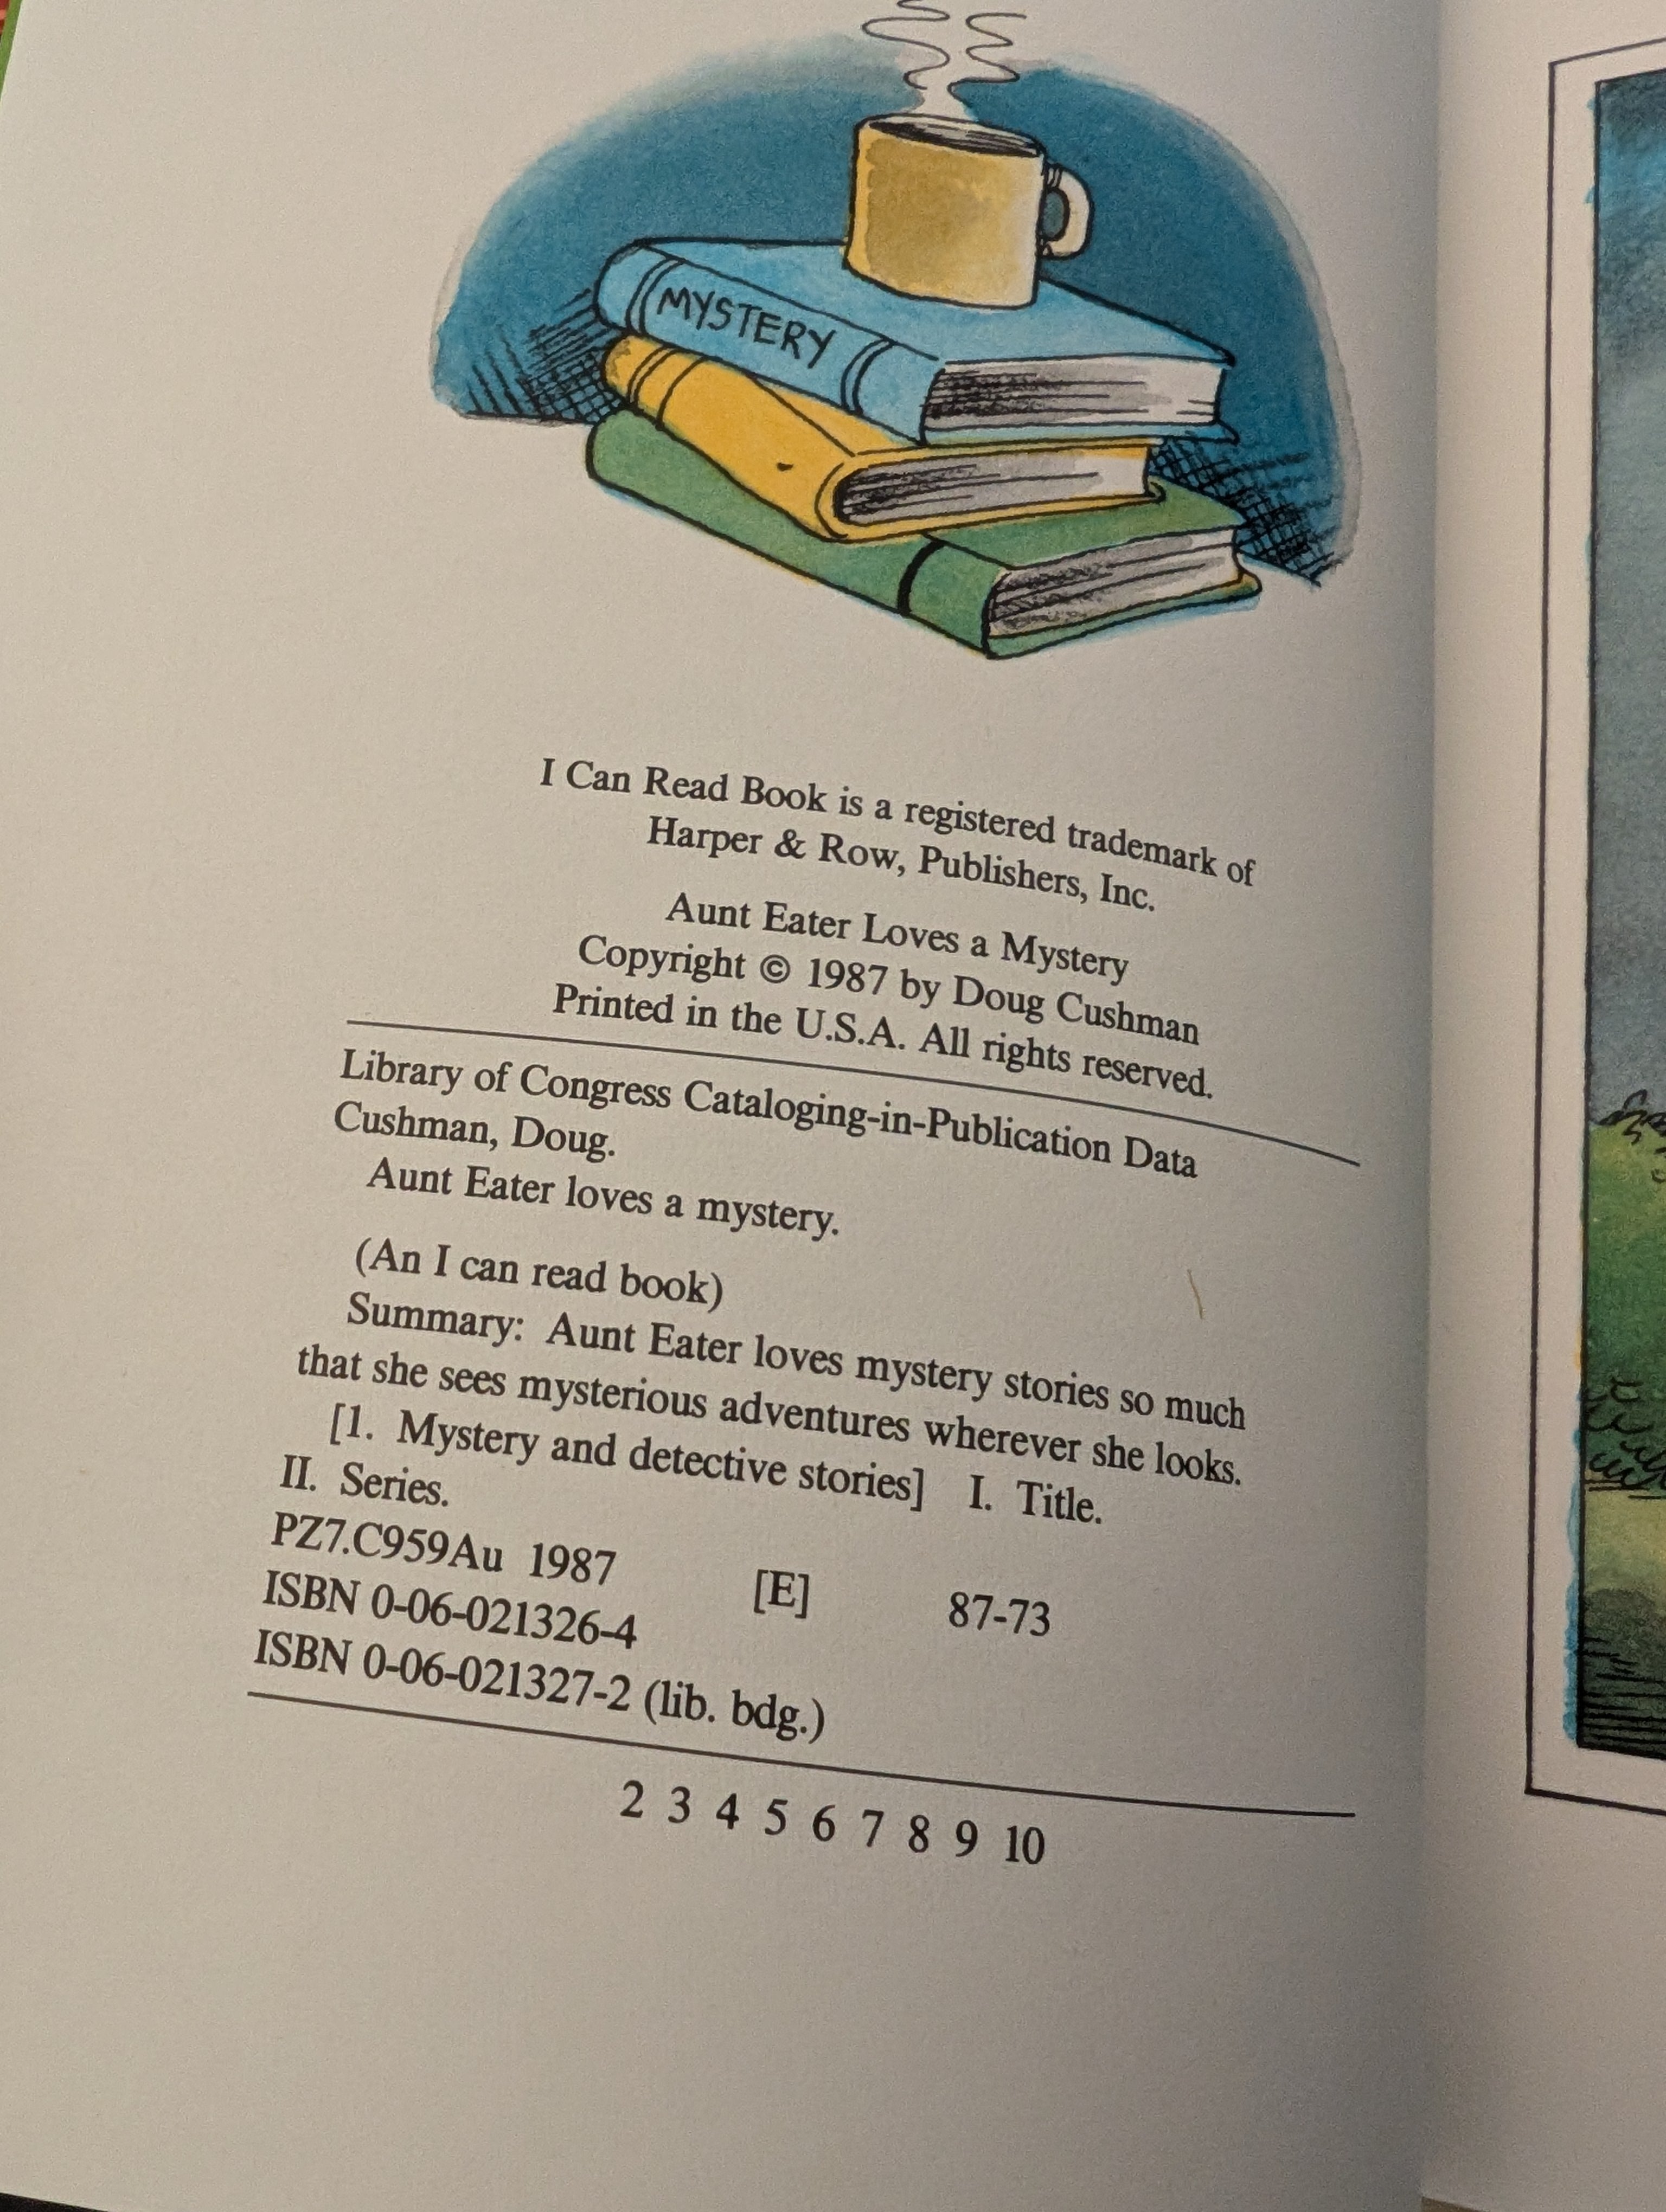 MYSTERY
I Can Read Book is a registered trademark of
Harper & Row, Publishers, Inc.
Aunt Eater Loves a Mystery
Copyright © 1987 by Doug Cushman
Printed in the U.S.A. All rights reserved.
Library of Congress Cataloging-in-Publication Data
Cushman, Doug.
Aunt Eater loves a mystery.
(An I can read book)
Summary: Aunt Eater loves mystery stories so much
that she sees mysterious adventures wherever she looks.
[1. Mystery and detective stories] I. Title.
II. Series.
PZ7.C959Au 1987 [E] 87-73
ISBN 0-06-021326-4
ISBN 0-06-021327-2 (lib. bdg.)
2 3 4 5 6 7 8 9 10